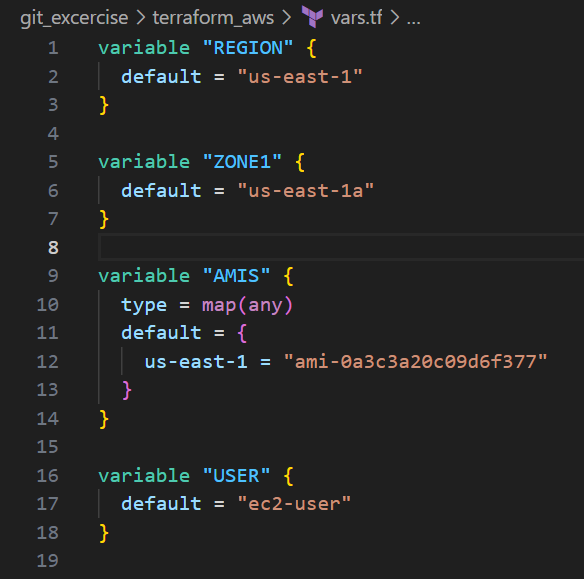 git_excercise > terraform_aws > vars.tf > ...
1 variable "REGION" {
2   default = "us-east-1"
3 }
4
5 variable "ZONE1" {
6   default = "us-east-1a"
7 }
8
9 variable "AMIS" {
10   type = map(any)
11   default = {
12     us-east-1 = "ami-0a3c3a20c09d6f377"
13   }
14 }
15
16 variable "USER" {
17   default = "ec2-user"
18 }
19